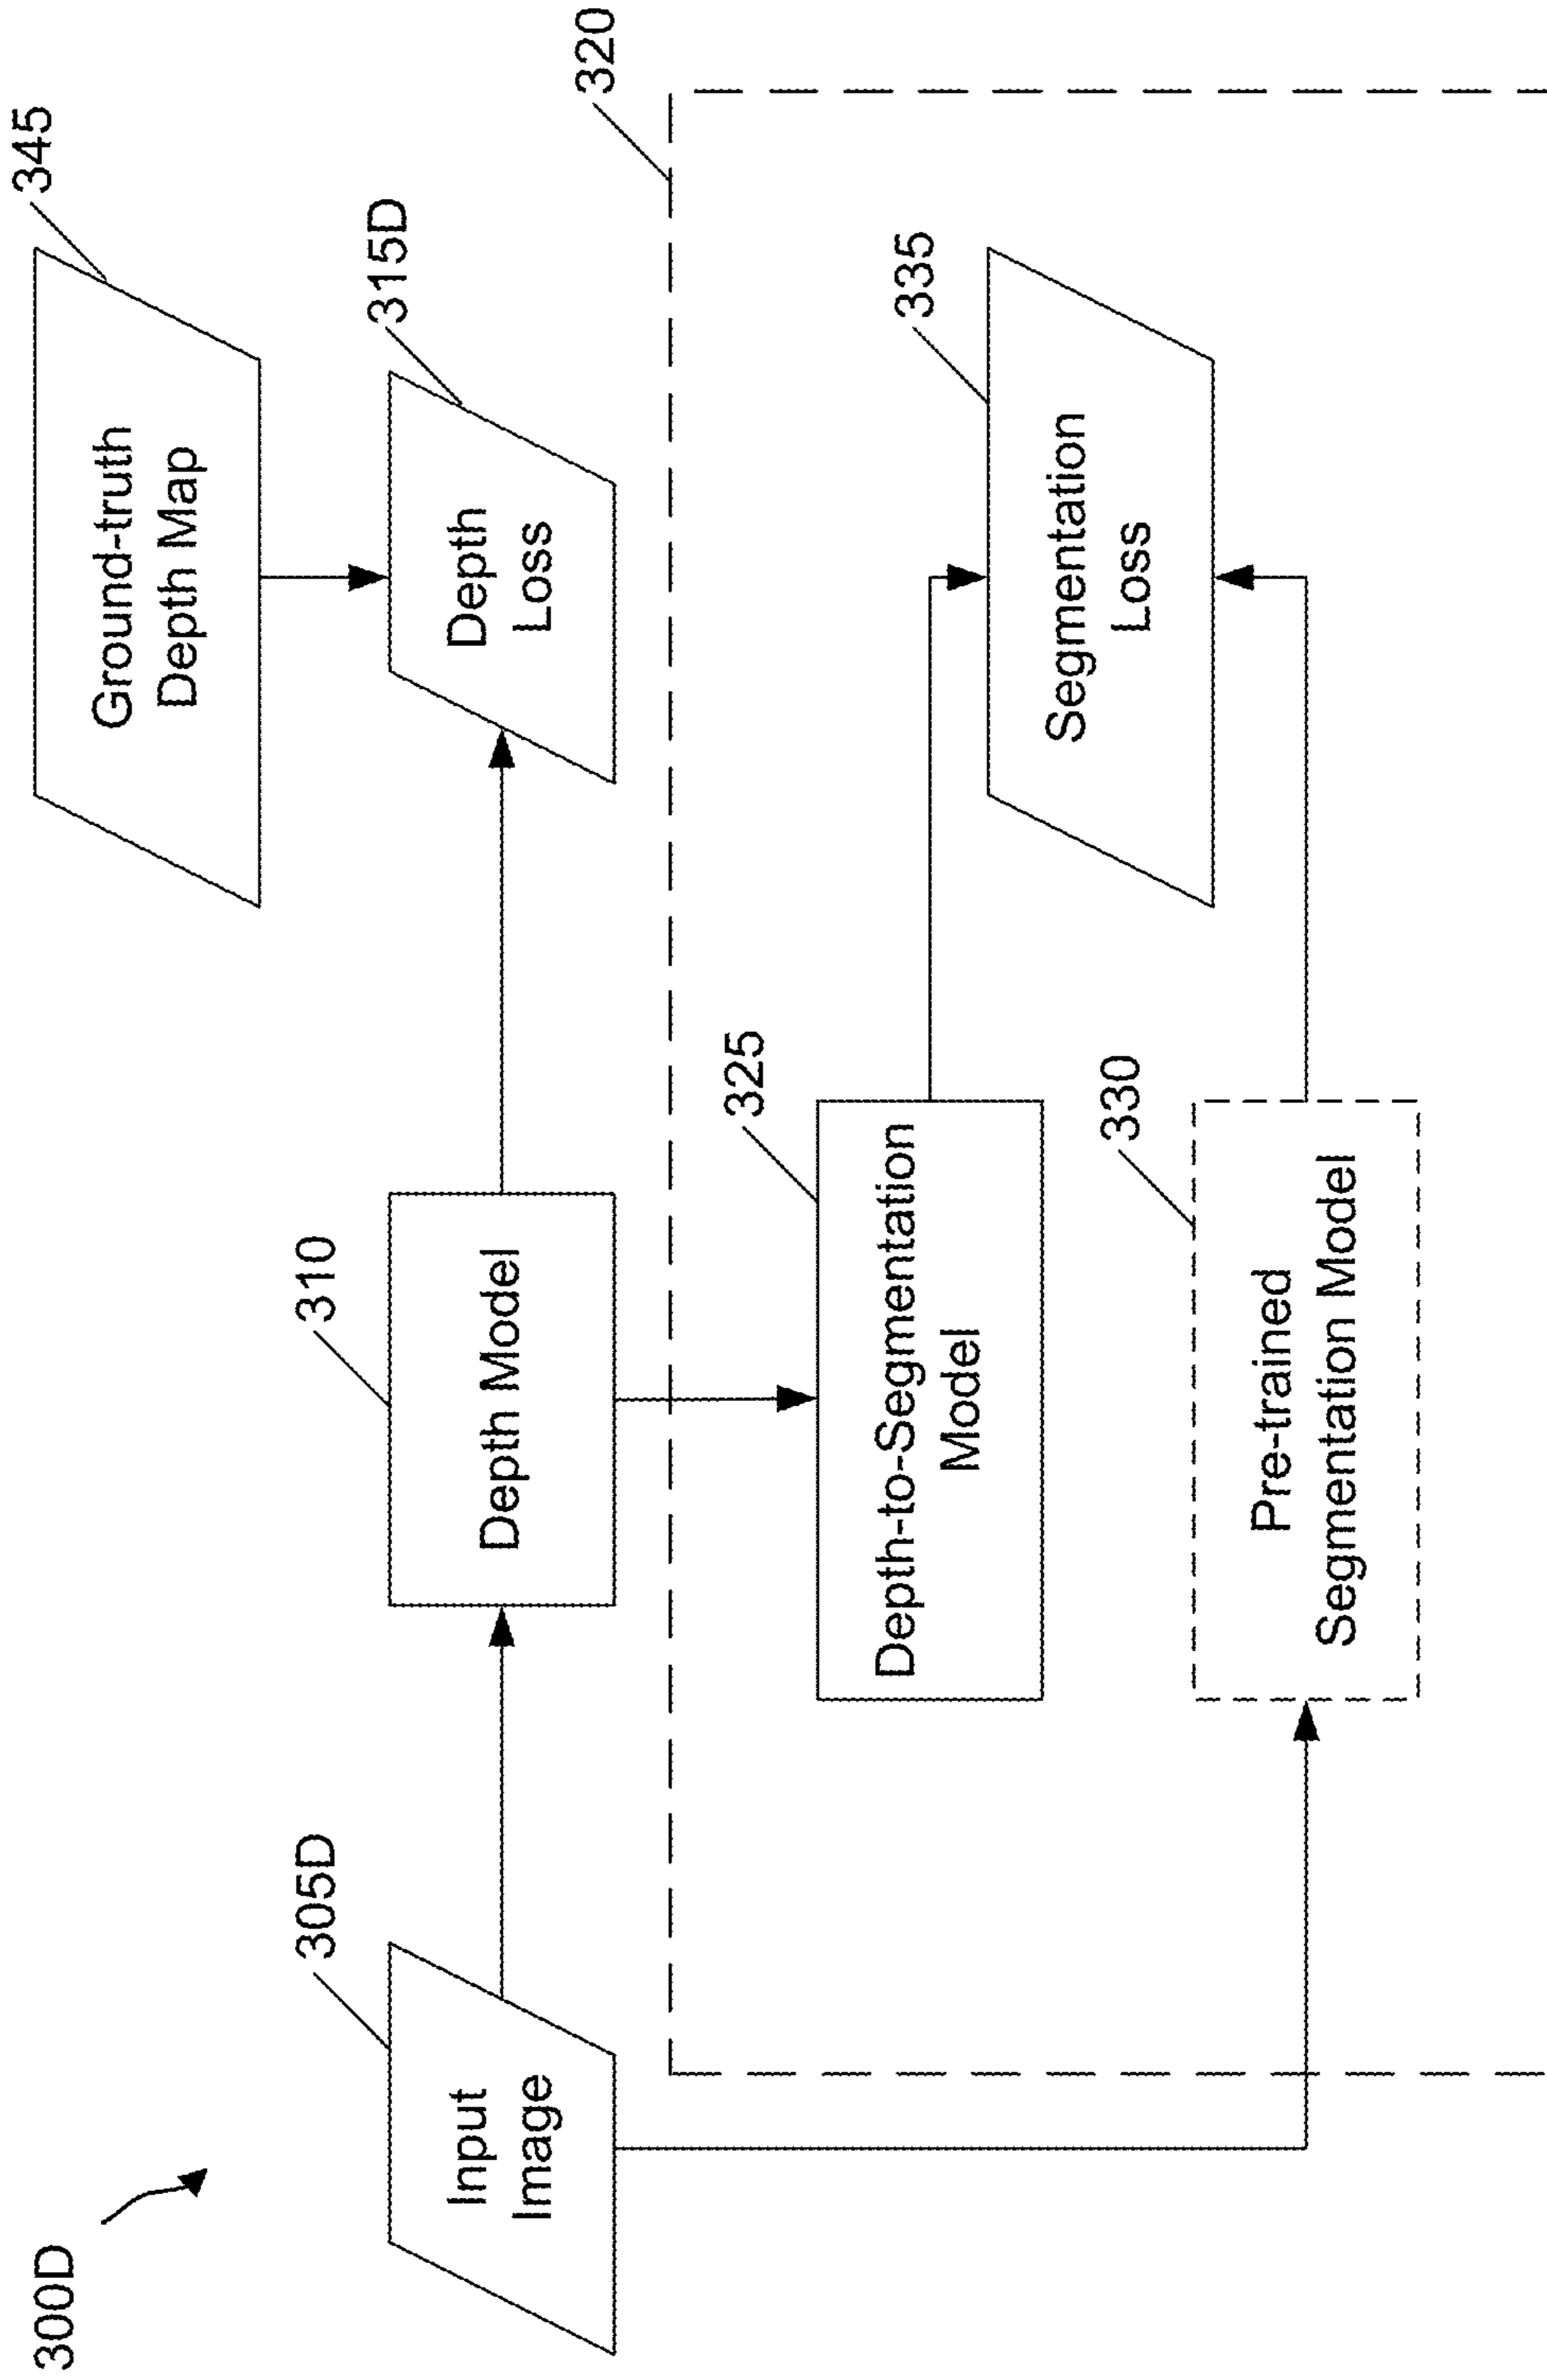 300D
345
Ground-truth
Depth Map
305D
310
315D
Input
Image
Depth Model
Depth
Loss
320
325
335
Depth-to-Segmentation
Model
Segmentation
Loss
330
Pre-trained
Segmentation Model